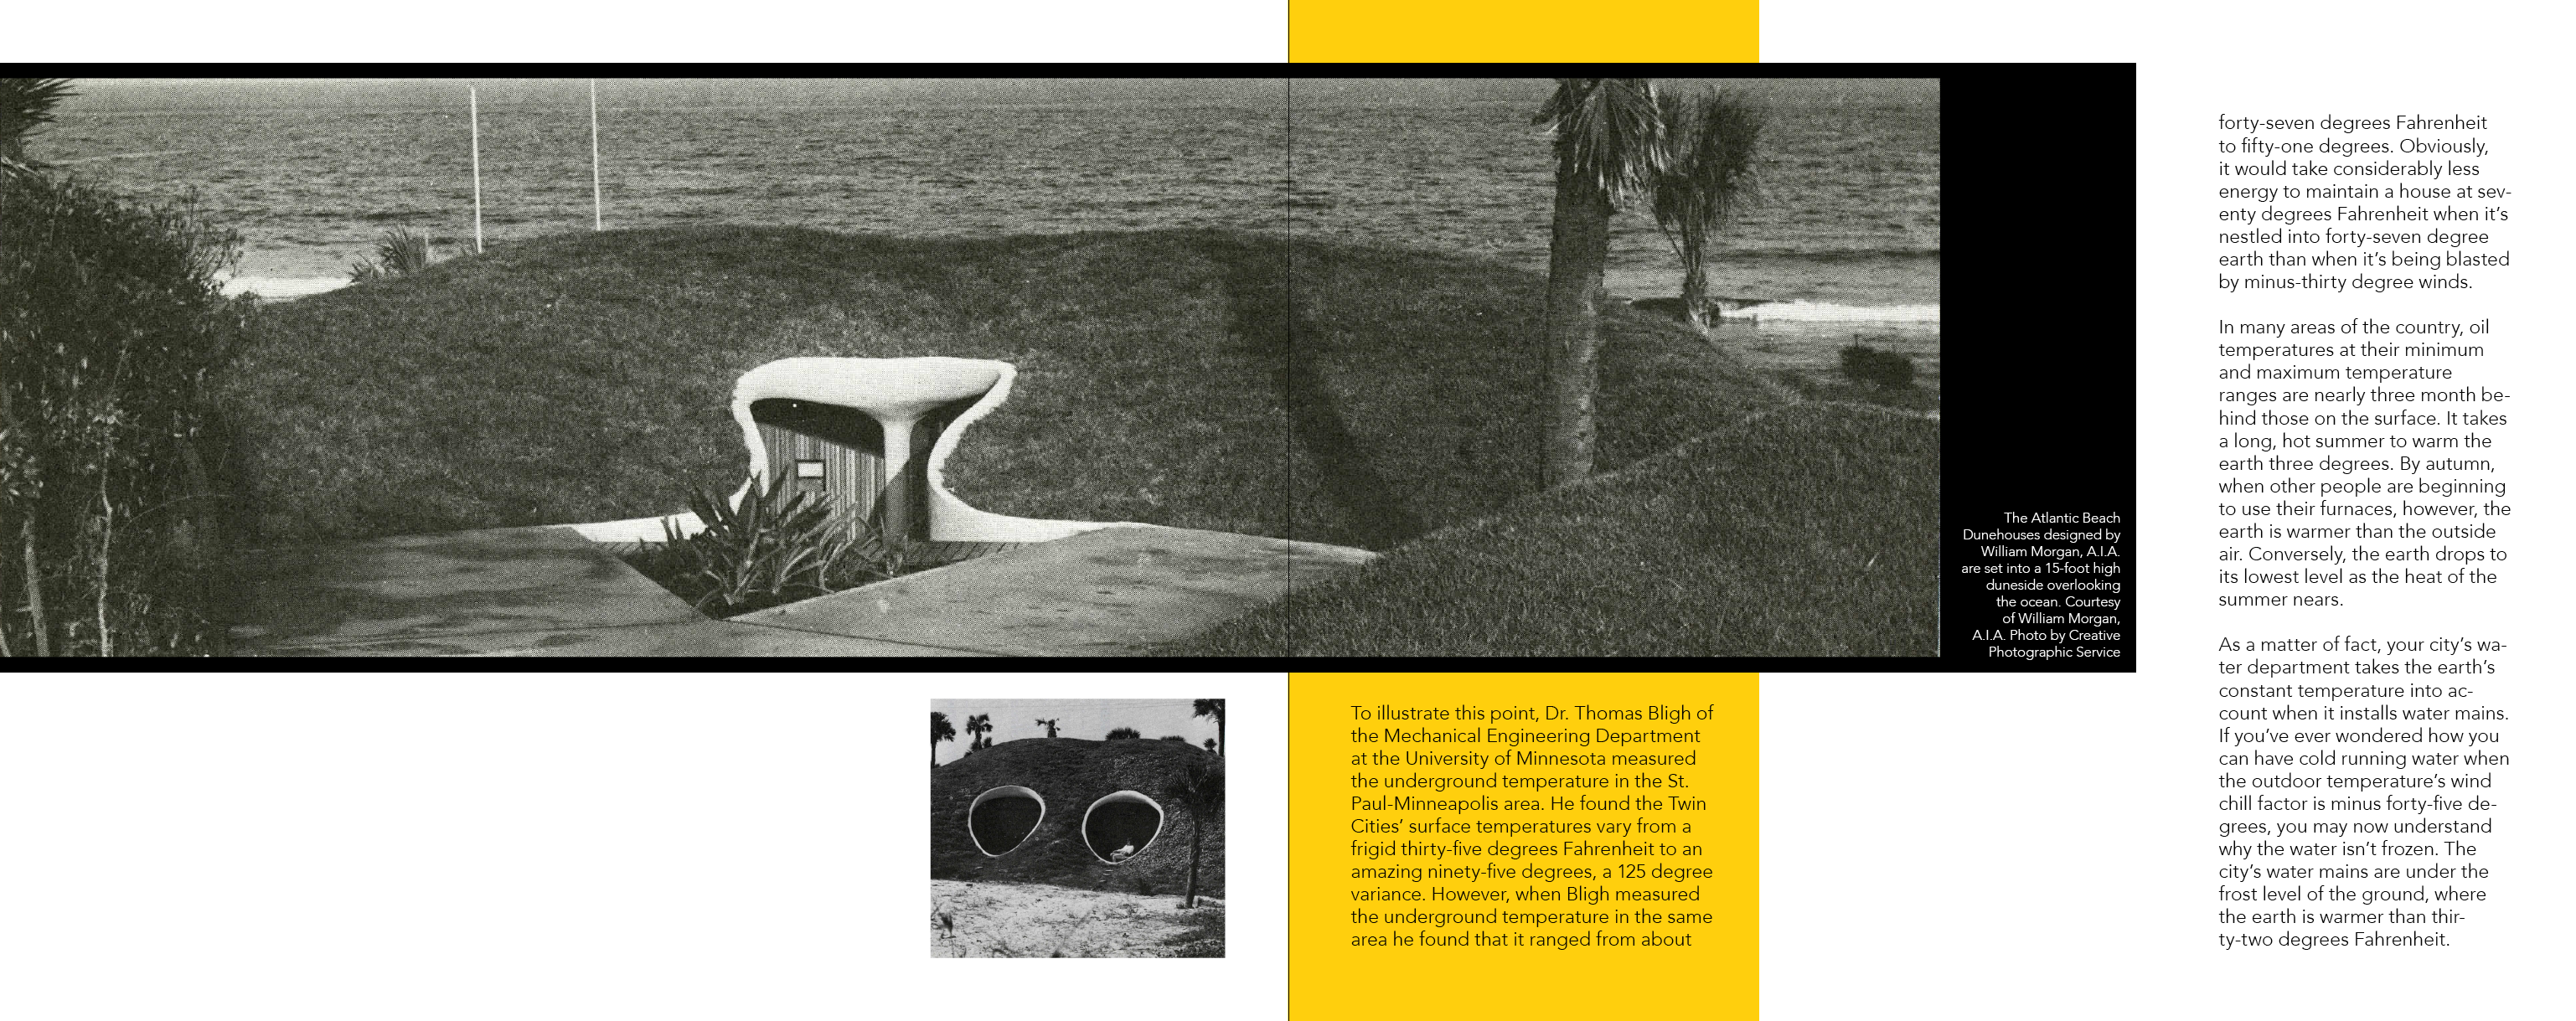 The Atlantic Beach
Dunehouses designed by
William Morgan, A.I.A.
are set into a 15-foot high
duneside overlooking
the ocean. Courtesy
of William Morgan,
A.I.A. Photo by Creative
Photographic Service
To illustrate this point, Dr. Thomas Bligh of
the Mechanical Engineering Department
at the University of Minnesota measured
the underground temperature in the St.
Paul-Minneapolis area. He found the Twin
Cities’ surface temperatures vary from a
frigid thirty-five degrees Fahrenheit to an
amazing ninety-five degrees, a 125 degree
variance. However, when Bligh measured
the underground temperature in the same
area he found that it ranged from about
forty-seven degrees Fahrenheit
to fifty-one degrees. Obviously,
it would take considerably less
energy to maintain a house at sev-
enty degrees Fahrenheit when it’s
nestled into forty-seven degree
earth than when it’s being blasted
by minus-thirty degree winds.
In many areas of the country, oil
temperatures at their minimum
and maximum temperature
ranges are nearly three month be-
hind those on the surface. It takes
a long, hot summer to warm the
earth three degrees. By autumn,
when other people are beginning
to use their furnaces, however, the
earth is warmer than the outside
air. Conversely, the earth drops to
its lowest level as the heat of the
summer nears.
As a matter of fact, your city’s wa-
ter department takes the earth’s
constant temperature into ac-
count when it installs water mains.
If you’ve ever wondered how you
can have cold running water when
the outdoor temperature’s wind
chill factor is minus forty-five de-
grees, you may now understand
why the water isn’t frozen. The
city’s water mains are under the
frost level of the ground, where
the earth is warmer than thir-
ty-two degrees Fahrenheit.